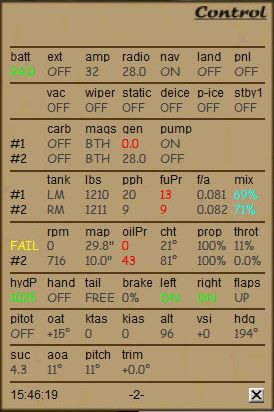 Control
batt ext amp radio nav land pnl
24.0 OFF 32 28.0 ON OFF OFF
vac wiper static deice p-ice stby1
OFF OFF OFF OFF OFF OFF
carb mags gen pump
#1 OFF BTH 0.0 ON
#2 OFF BTH 28.0 OFF
tank lbs pph fuPr f/a mix
#1 LM 1210 20 13 0.081 69%
#2 RM 1211 9 9 0.082 71%
rpm map oilPr cht prop throt
FAIL 0 29.8" 0 21° 100% 11%
#2 716 10.0" 43 81° 100% 0.0%
hydP hand tail brake left right flaps
1025 OFF FREE 0% DN DN UP
pitot oat ktas kias alt vsi hdg
OFF +15° 0 0 96 +0 194°
suc aoa pitch trim
4.3 11° 11° +0.0°
15:46:19 -2- X